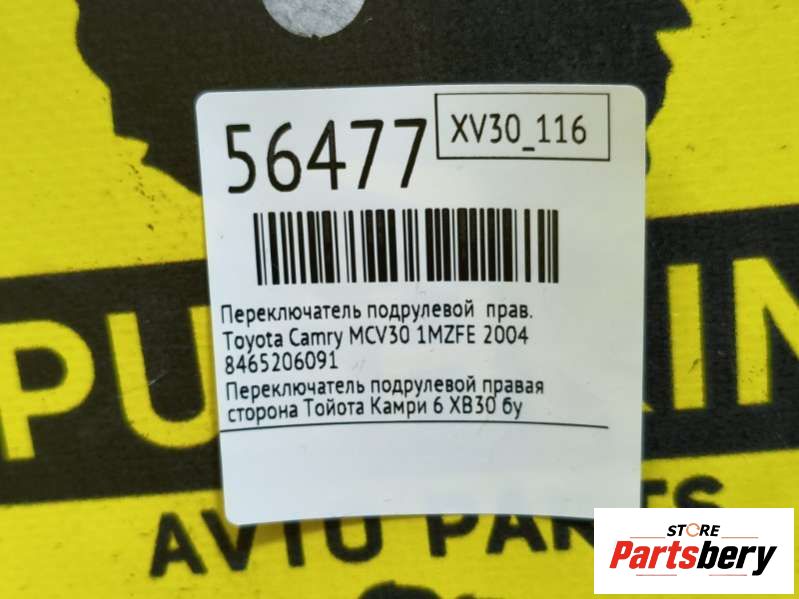 56477
XV30_116
Переключатель подрулевой прав.
Toyota Camry MCV30 1MZFE 2004
8465206091
Переключатель подрулевой правая
сторона Тойота Камри 6 ХВ30 бу
AVTO PARTS
STORE
Partsbery